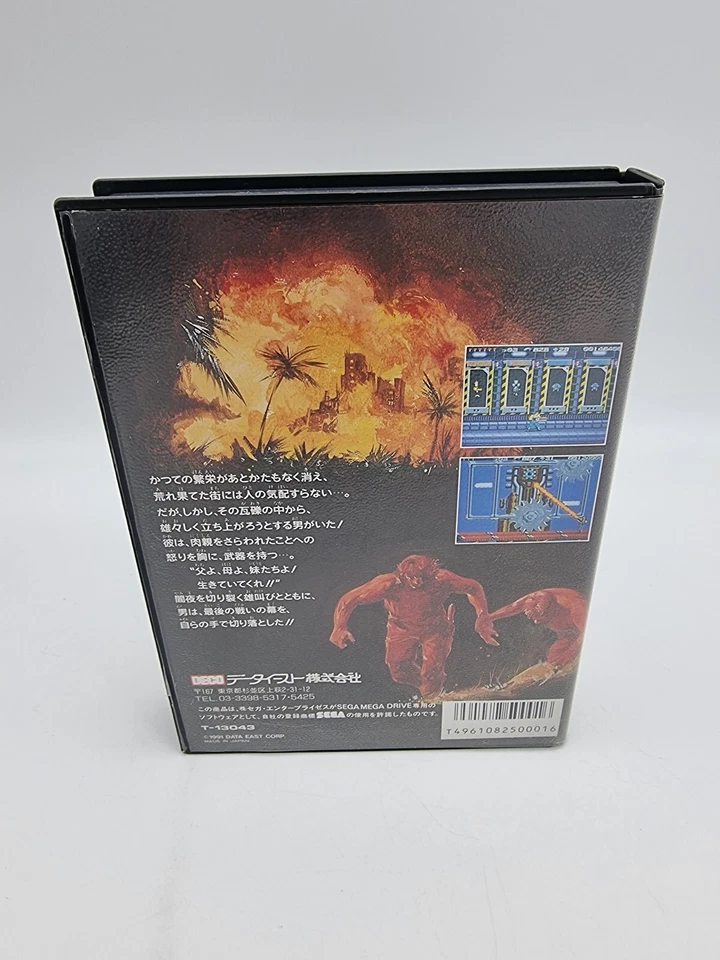 かつての繁栄があとかたもなく消え、
荒れ果てた街には人の気配すらない…。
だが、しかし、その瓦礫の中から、
雄々しく立ち上がろうとする男がいた!
彼は、肉親をさらわれたことへの
怒りを胸に、武器を持つ…。
“父よ、母よ、妹たちよ!
生きていてくれ!!”
闇夜を切り裂く雄叫びとともに、
男は、最後の戦いの幕を、
自らの手で切り落とした!!
DECO データイースト株式会社
〒167 東京都杉並区上荻2-31-12
TEL.03-3398-5317・5425
この商品は、㈱セガ・エンタープライゼスがSEGA MEGA DRIVE専用の
ソフトウェアとして、自社の登録商標SEGAの使用を許諾したものです。
T-13043
©1991 DATA EAST CORP.
MADE IN JAPAN
T4961082500016